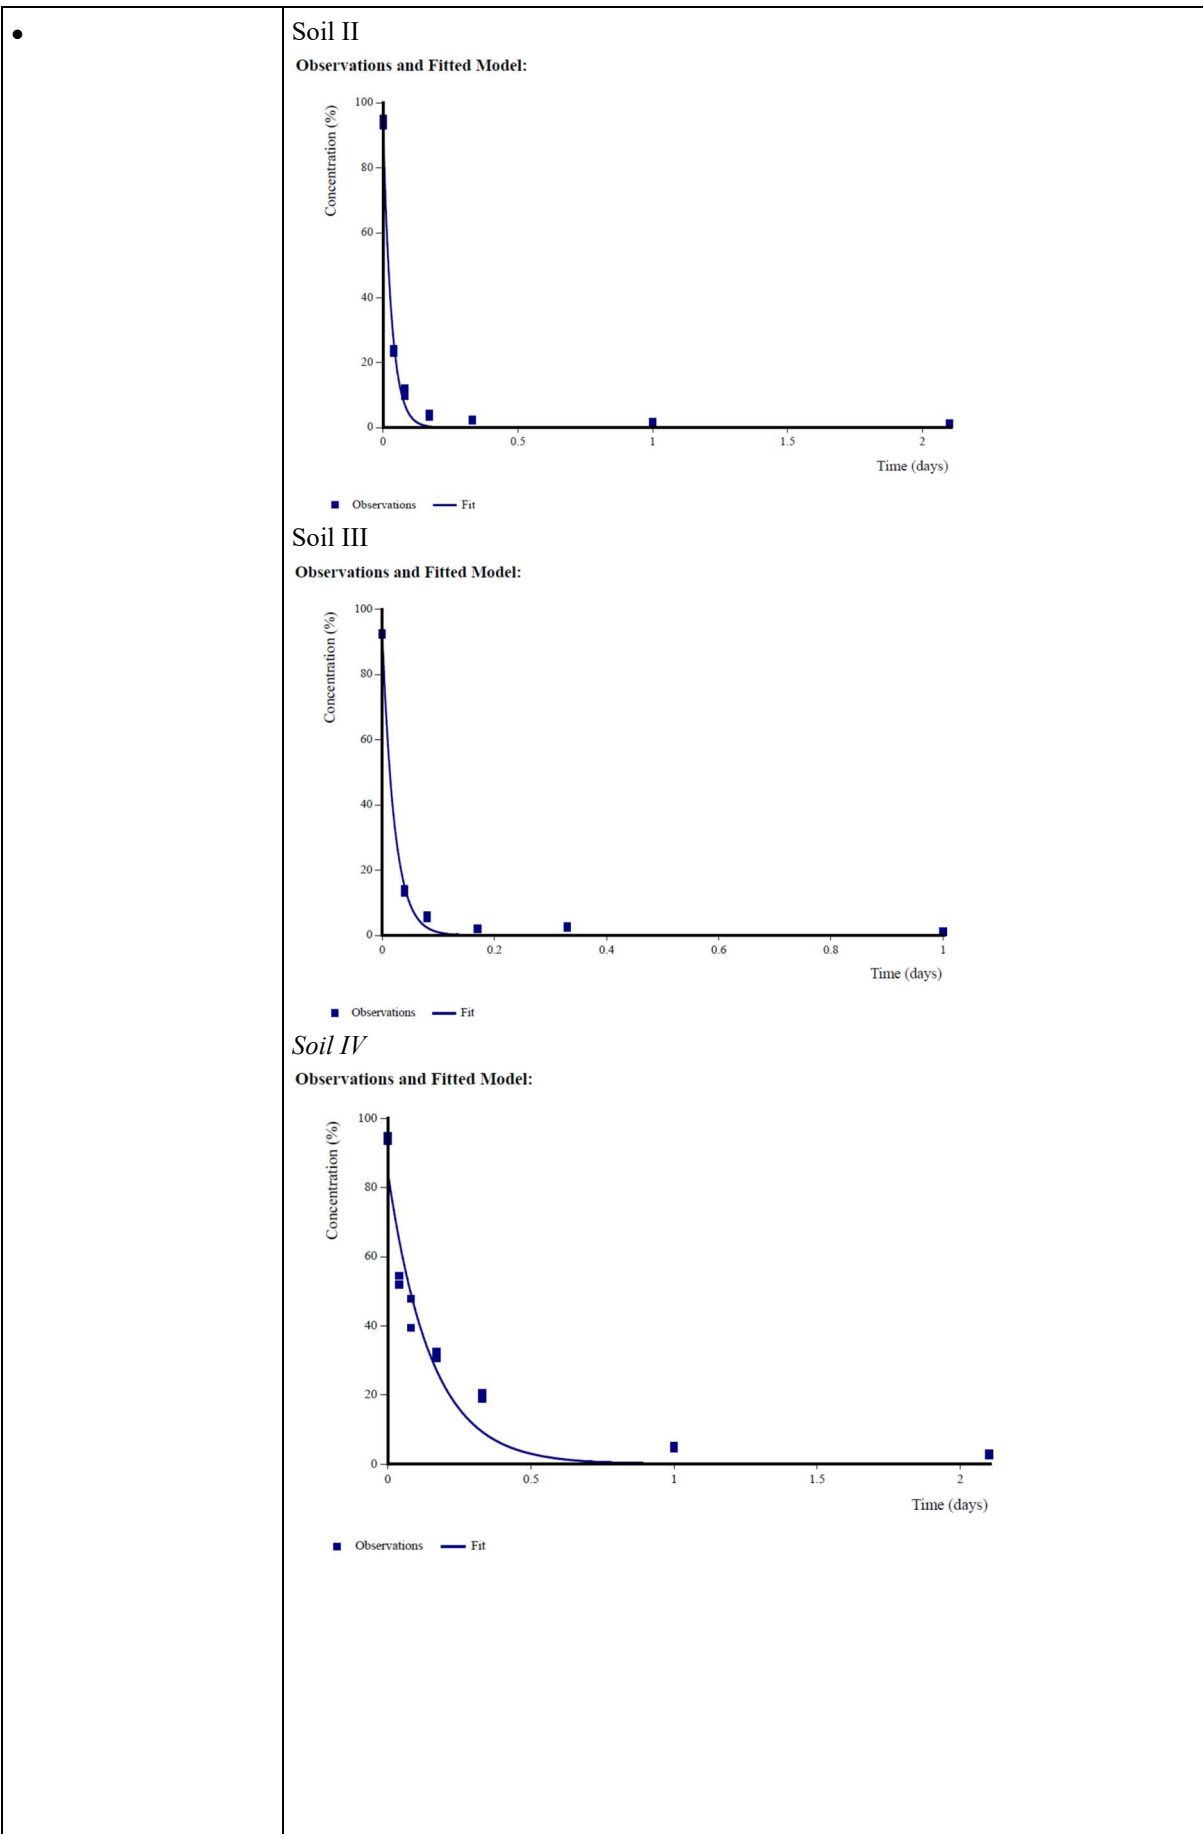 •
Soil II
Observations and Fitted Model:
Concentration (%)
100
80
60
40
20
0
0 0.5 1 1.5 2
Time (days)
Observations Fit
Soil III
Observations and Fitted Model:
Concentration (%)
100
80
60
40
20
0
0 0.2 0.4 0.6 0.8 1
Time (days)
Observations Fit
Soil IV
Observations and Fitted Model:
Concentration (%)
100
80
60
40
20
0
0 0.5 1 1.5 2
Time (days)
Observations Fit